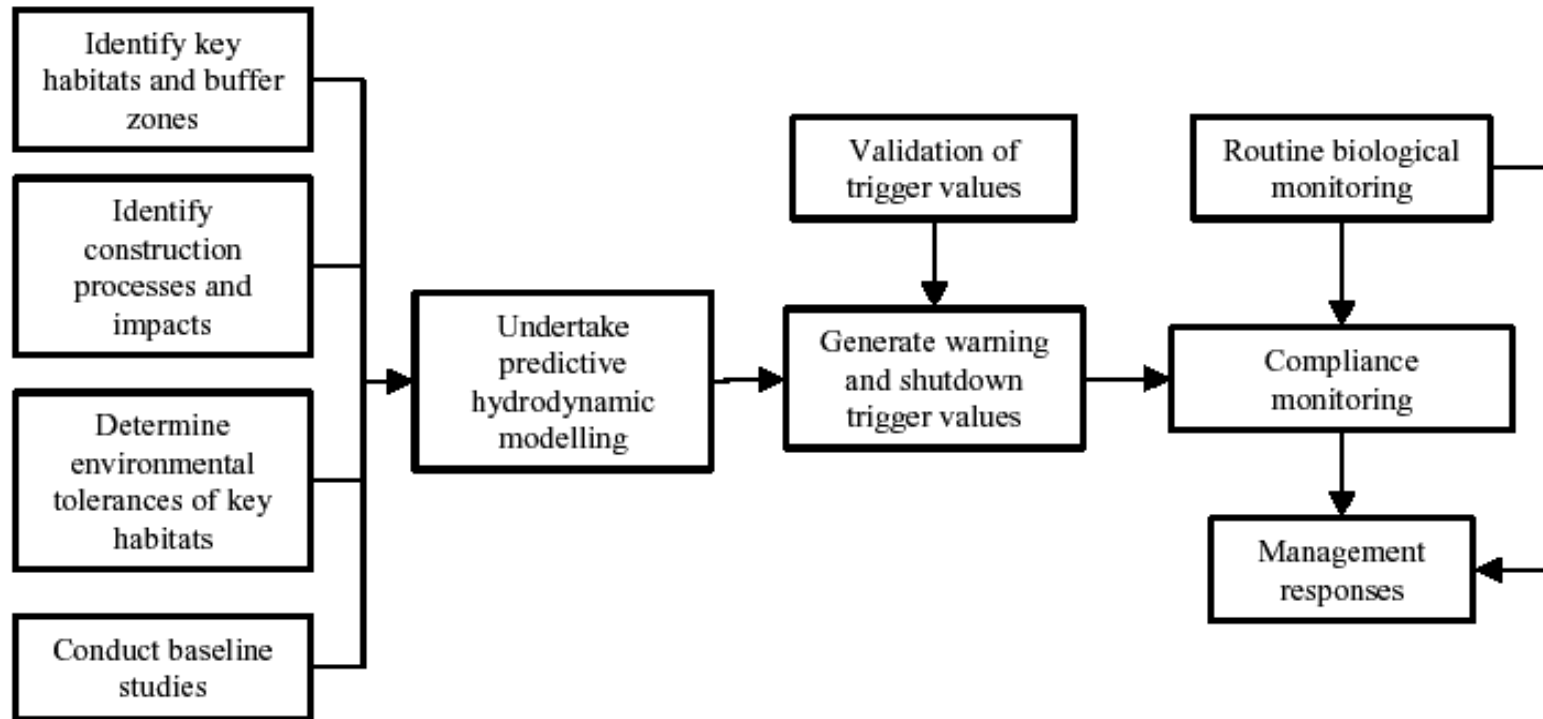 Identify key
habitats and buffer
zones
Identify
construction
processes and
impacts
Determine
environmental
tolerances of key
habitats
Conduct baseline
studies
Undertake
predictive
hydrodynamic
modelling
Validation of
trigger values
Generate warning
and shutdown
trigger values
Routine biological
monitoring
Compliance
monitoring
Management
responses